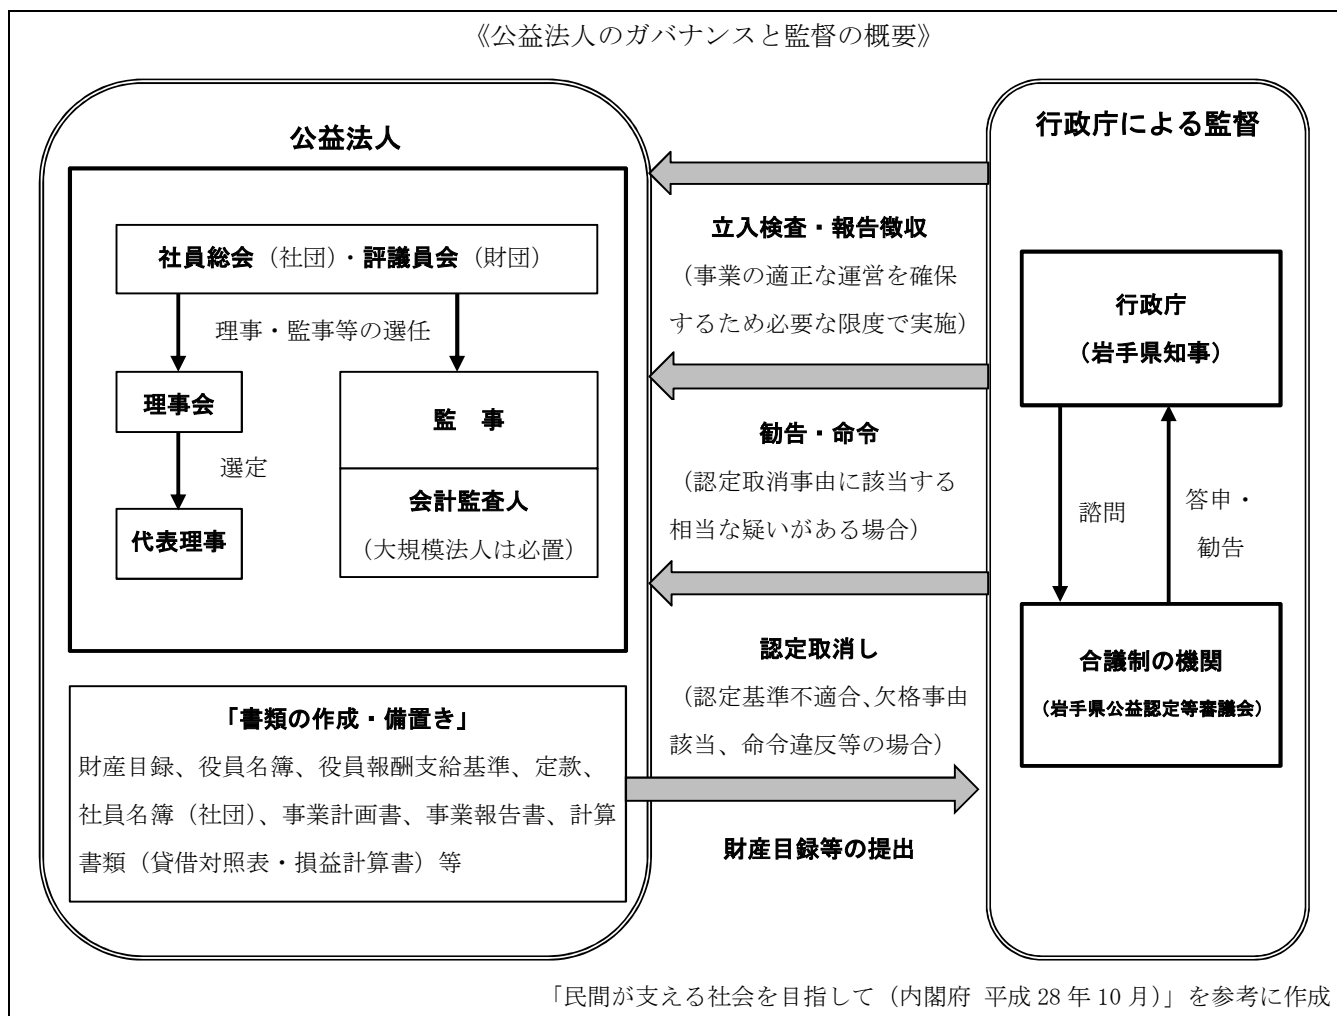 《公益法人のガバナンスと監督の概要》
公益法人
社員総会（社団）・評議員会（財団）
理事・監事等の選任
理事会
選定
代表理事
監　事
会計監査人
（大規模法人は必置）
「書類の作成・備置き」
財産目録、役員名簿、役員報酬支給基準、定款、
社員名簿（社団）、事業計画書、事業報告書、計算
書類（貸借対照表・損益計算書）等
立入検査・報告徴収
（事業の適正な運営を確保
するため必要な限度で実施）
勧告・命令
（認定取消事由に該当する
相当な疑いがある場合）
認定取消し
（認定基準不適合、欠格事由
該当、命令違反等の場合）
財産目録等の提出
行政庁による監督
行政庁
（岩手県知事）
諮問
答申・
勧告
合議制の機関
（岩手県公益認定等審議会）
「民間が支える社会を目指して（内閣府 平成 28 年 10 月）」を参考に作成